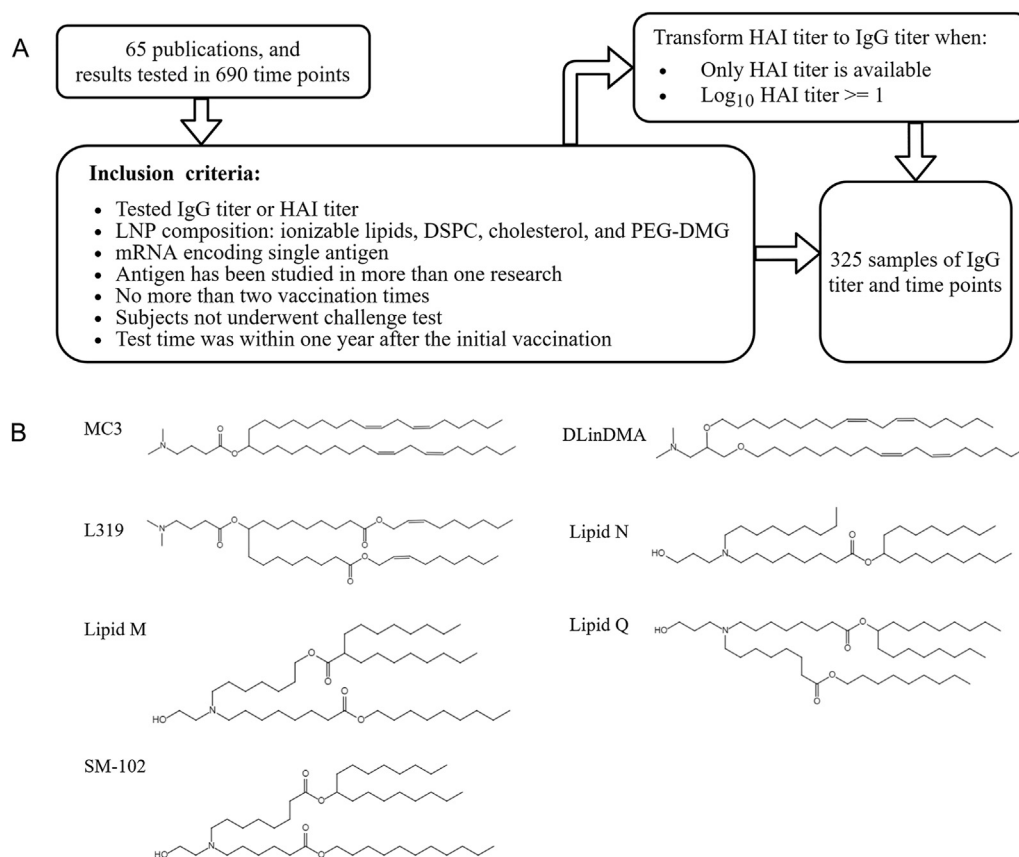 A
65 publications, and
results tested in 690 time points
Transform HAI titer to IgG titer when:
• Only HAI titer is available
• Log10 HAI titer >= 1
Inclusion criteria:
• Tested IgG titer or HAI titer
• LNP composition: ionizable lipids, DSPC, cholesterol, and PEG-DMG
• mRNA encoding single antigen
• Antigen has been studied in more than one research
• No more than two vaccination times
• Subjects not underwent challenge test
• Test time was within one year after the initial vaccination
325 samples of IgG
titer and time points
B
MC3
N
O
O
DLinDMA
N
O
O
L319
N
O
O
O
O
O
O
Lipid N
HO
N
O
O
Lipid M
HO
N
O
O
O
O
Lipid Q
HO
N
O
O
O
O
SM-102
HO
N
O
O
O
O